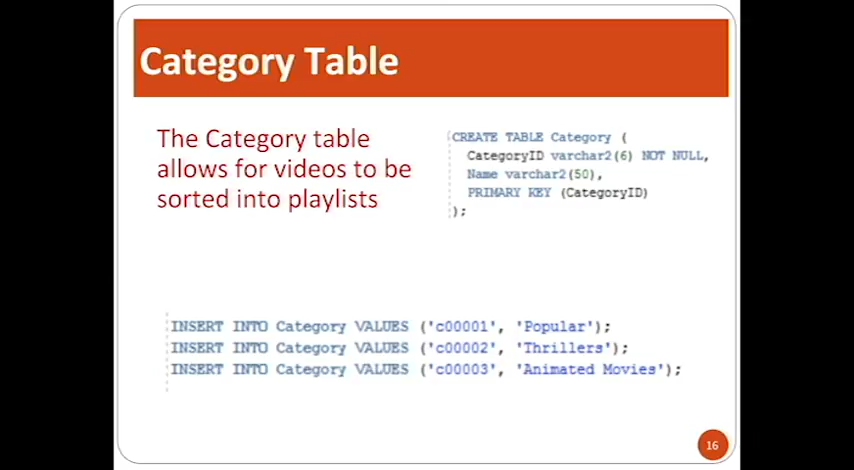 Category Table
The Category table
allows for videos to be
sorted into playlists
CREATE TABLE Category (
CategoryID varchar2(6) NOT NULL,
Name varchar2(50),
PRIMARY KEY (CategoryID)
);
INSERT INTO Category VALUES ('c00001', 'Popular');
INSERT INTO Category VALUES ('c00002', 'Thrillers');
INSERT INTO Category VALUES ('c00003', 'Animated Movies');
16